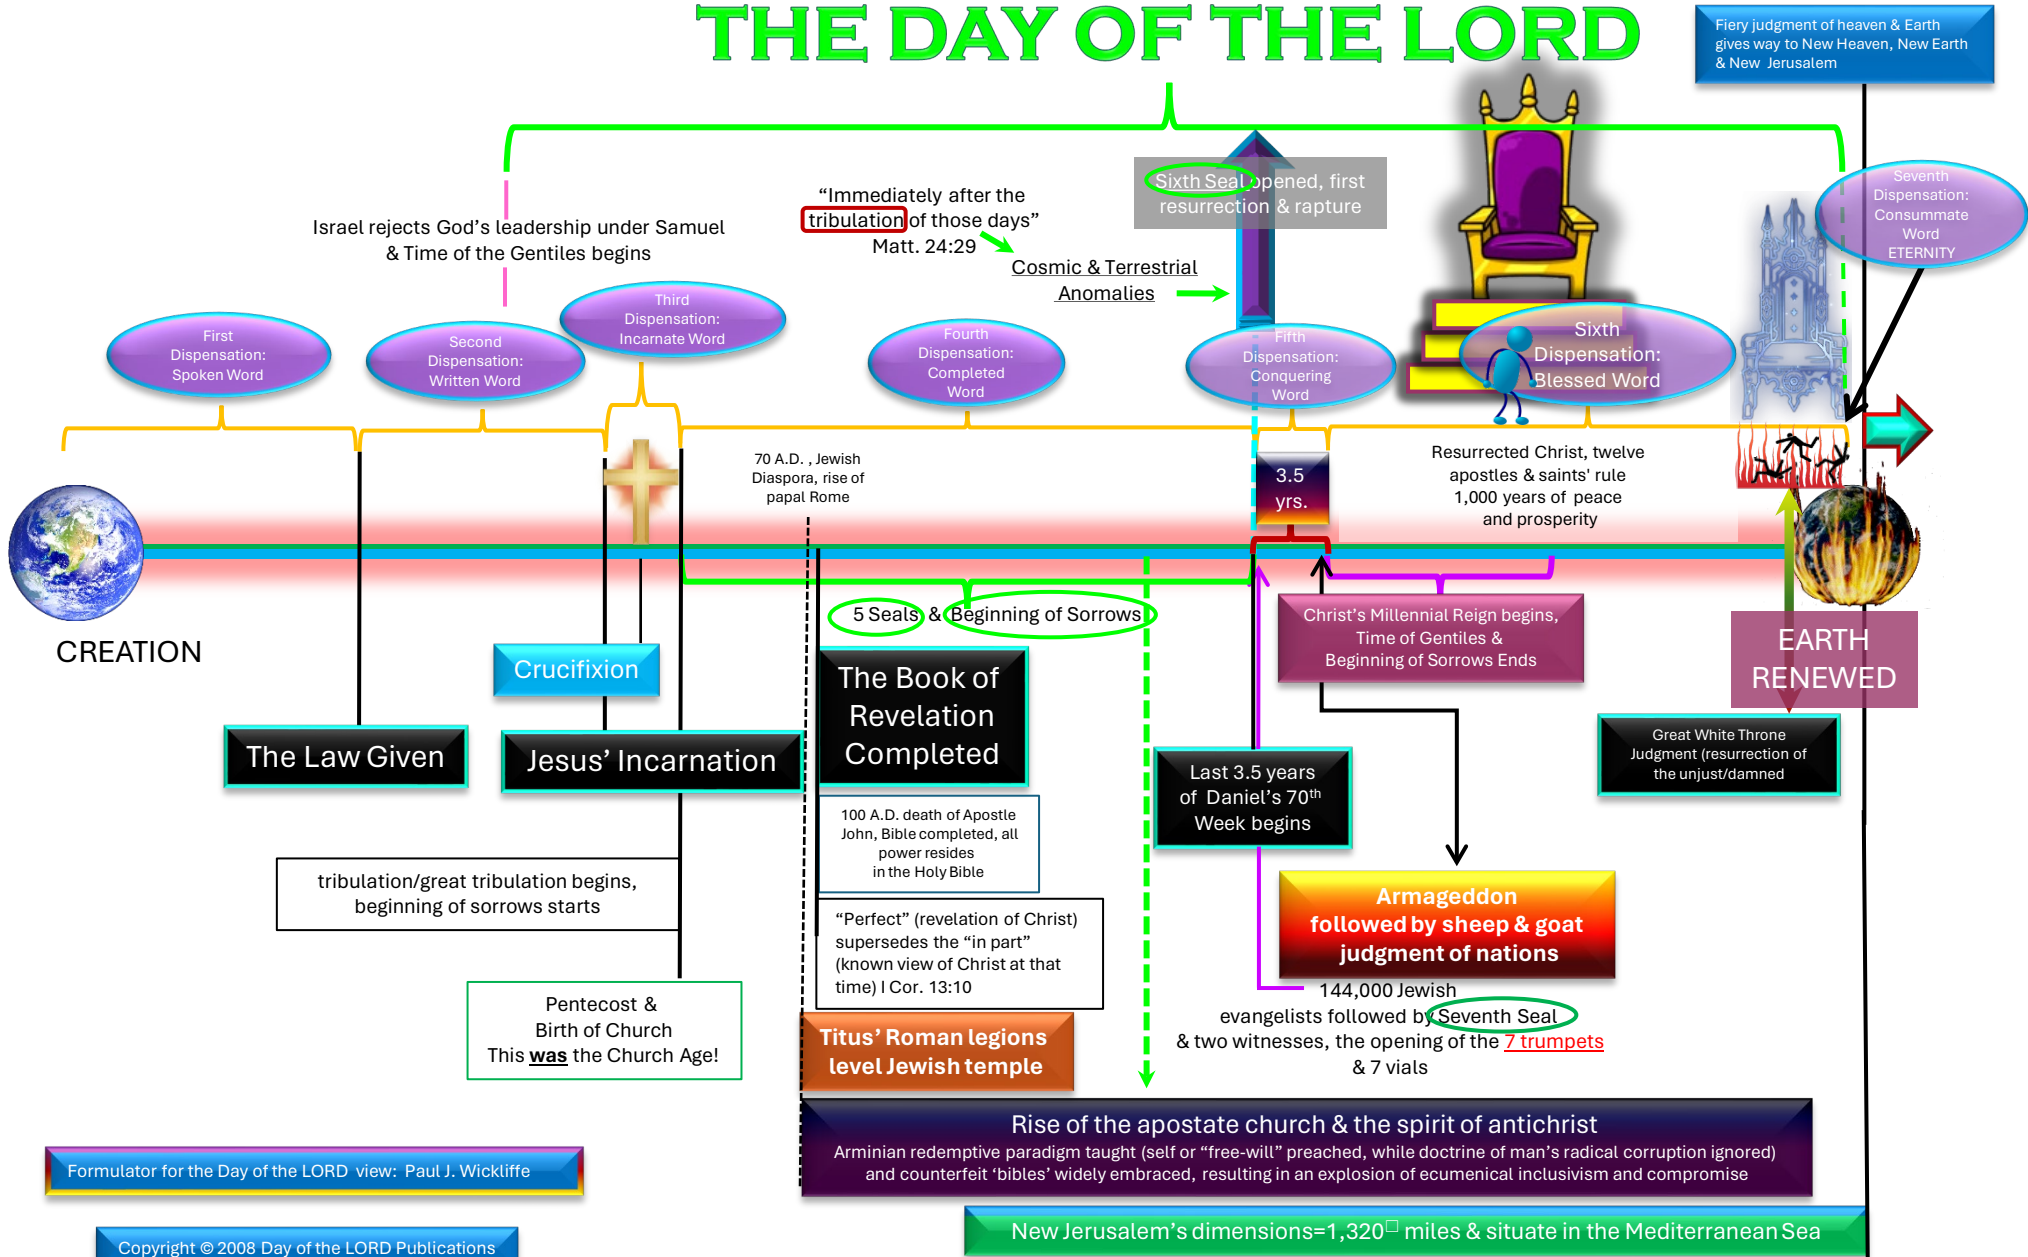 THE DAY OF THE LORD
Fiery judgment of heaven & Earth
gives way to New Heaven, New Earth
& New Jerusalem
Sixth Seal opened, first
resurrection & rapture
Seventh
Dispensation:
Consummate
Word
ETERNITY
“Immediately after the
tribulation of those days”
Matt. 24:29
Israel rejects God’s leadership under Samuel
& Time of the Gentiles begins
Cosmic & Terrestrial
Anomalies
First
Dispensation:
Spoken Word
Second
Dispensation:
Written Word
Third
Dispensation:
Incarnate Word
Fourth
Dispensation:
Completed
Word
Fifth
Dispensation:
Conquering
Word
Sixth
Dispensation:
Blessed Word
70 A.D. , Jewish
Diaspora, rise of
papal Rome
3.5
yrs.
Resurrected Christ, twelve
apostles & saints' rule
1,000 years of peace
and prosperity
CREATION
5 Seals & Beginning of Sorrows
Christ’s Millennial Reign begins,
Time of Gentiles &
Beginning of Sorrows Ends
EARTH
RENEWED
Crucifixion
The Law Given
Jesus’ Incarnation
The Book of
Revelation
Completed
Last 3.5 years
of Daniel’s 70th
Week begins
Great White Throne
Judgment (resurrection of
the unjust/damned
100 A.D. death of Apostle
John, Bible completed, all
power resides
in the Holy Bible
tribulation/great tribulation begins,
beginning of sorrows starts
“Perfect” (revelation of Christ)
supersedes the “in part”
(known view of Christ at that
time) I Cor. 13:10
Armageddon
followed by sheep & goat
judgment of nations
144,000 Jewish
evangelists followed by Seventh Seal
& two witnesses, the opening of the 7 trumpets
& 7 vials
Pentecost &
Birth of Church
This was the Church Age!
Titus’ Roman legions
level Jewish temple
Rise of the apostate church & the spirit of antichrist
Arminian redemptive paradigm taught (self or “free-will” preached, while doctrine of man’s radical corruption ignored)
and counterfeit ‘bibles’ widely embraced, resulting in an explosion of ecumenical inclusivism and compromise
Formulator for the Day of the LORD view: Paul J. Wickliffe
New Jerusalem’s dimensions=1,320□ miles & situate in the Mediterranean Sea
Copyright © 2008 Day of the LORD Publications